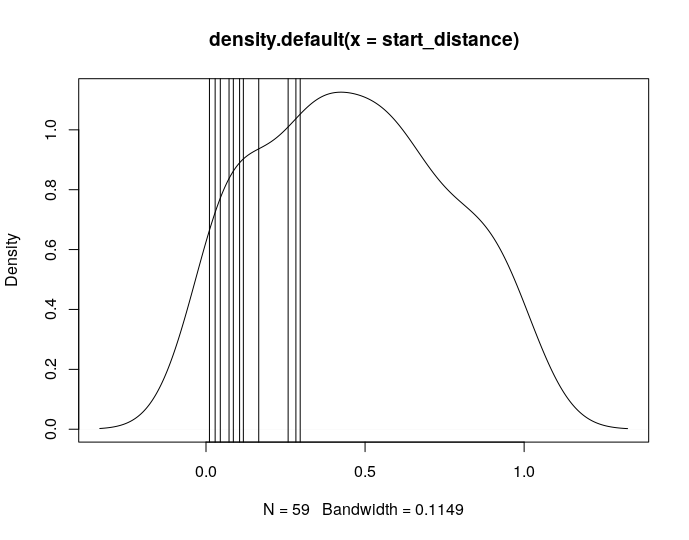 density.default(x = start_distance)
Density
0.0
0.2
0.4
0.6
0.8
1.0
0.0 0.5 1.0
N = 59 Bandwidth = 0.1149